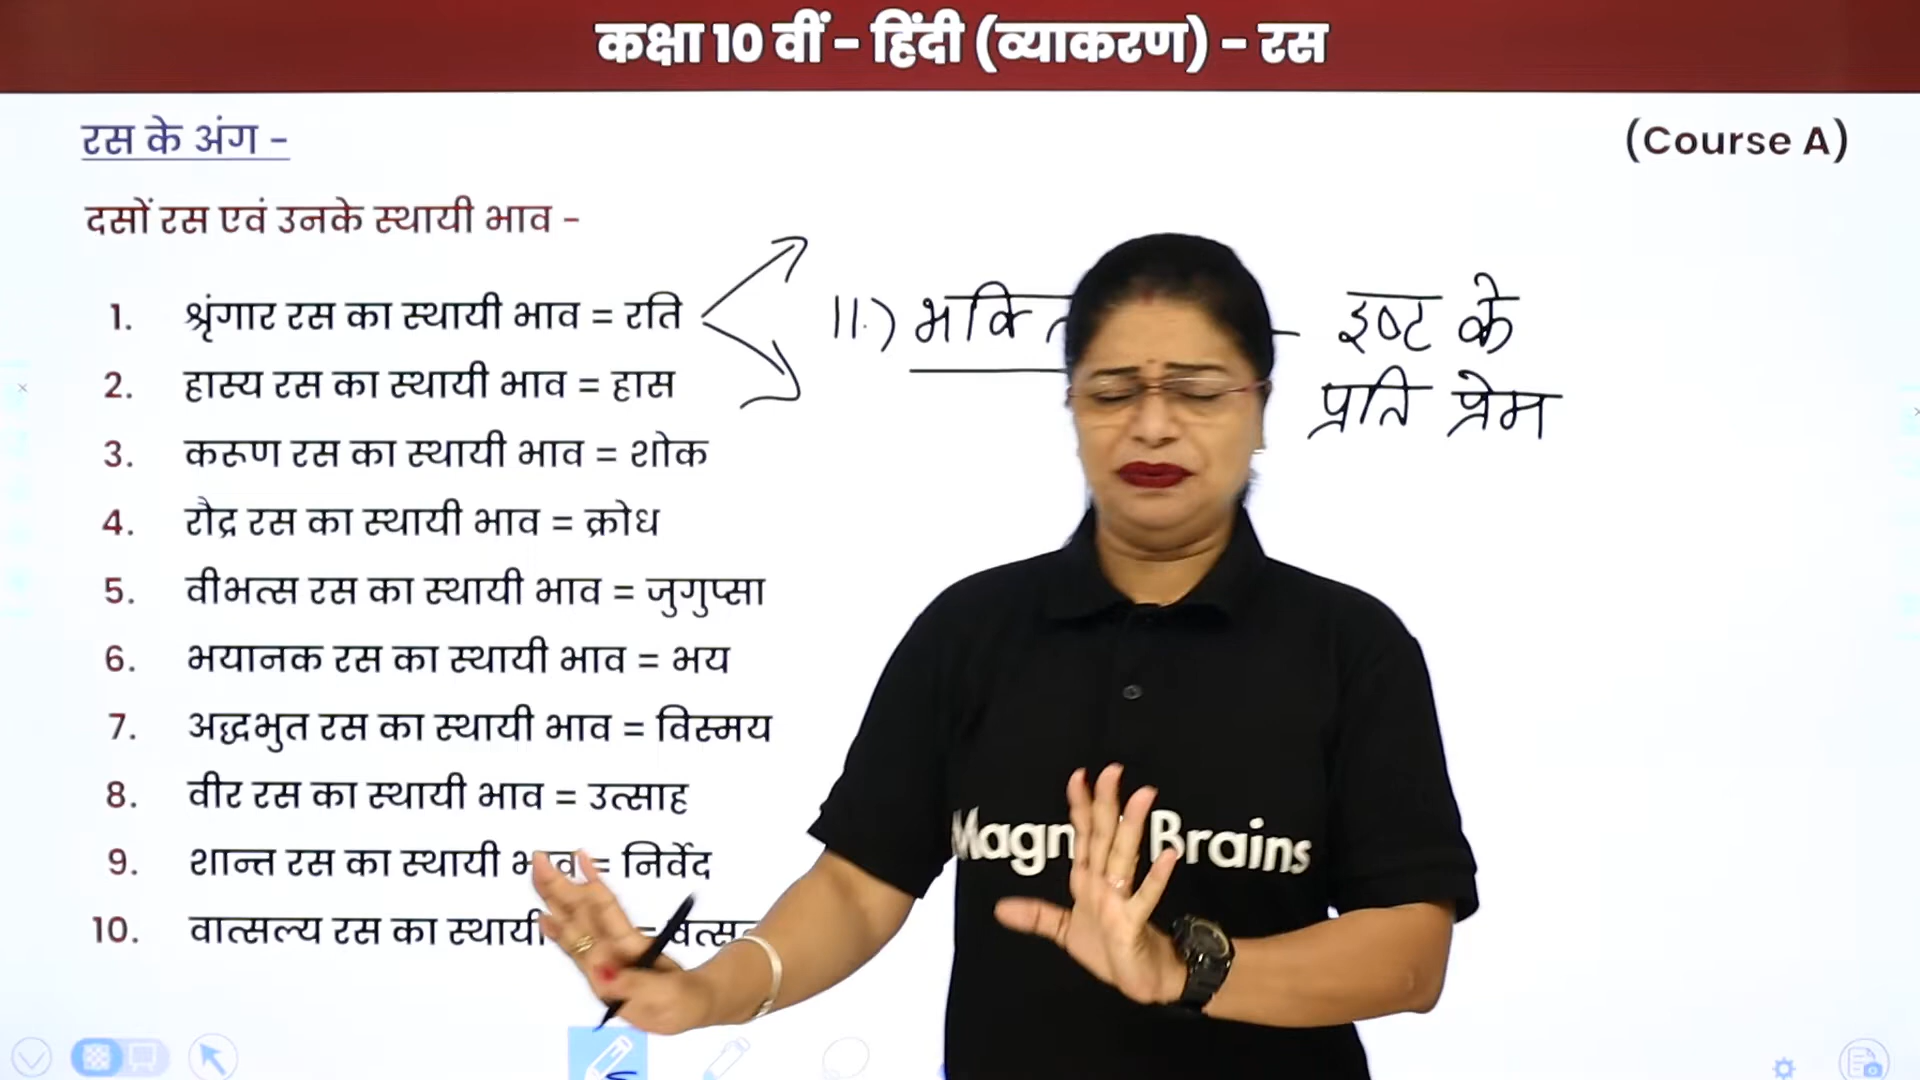 कक्षा 10 वीं - हिंदी (व्याकरण) - रस
रस के अंग -
(Course A)
दसों रस एवं उनके स्थायी भाव -
1. श्रृंगार रस का स्थायी भाव = रति
2. हास्य रस का स्थायी भाव = हास
3. करूण रस का स्थायी भाव = शोक
4. रौद्र रस का स्थायी भाव = क्रोध
5. वीभत्स रस का स्थायी भाव = जुगुप्सा
6. भयानक रस का स्थायी भाव = भय
7. अद्धभुत रस का स्थायी भाव = विस्मय
8. वीर रस का स्थायी भाव = उत्साह
9. शान्त रस का स्थायी भाव = निर्वेद
10. वात्सल्य रस का स्थायी
11.) - इष्ट के
प्रति प्रेम
Brains